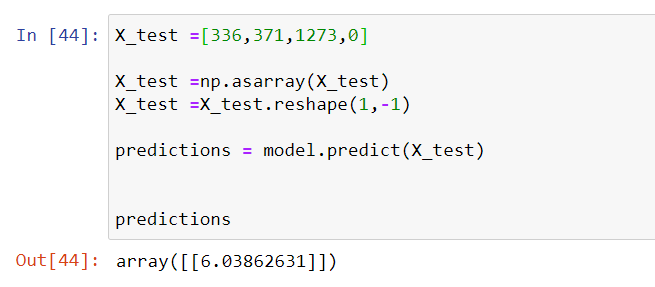 In [44]: X_test =[336,371,1273,0]
X_test =np.asarray(X_test)
X_test =X_test.reshape(1,-1)
predictions = model.predict(X_test)
predictions
Out[44]: array([[6.03862631]])